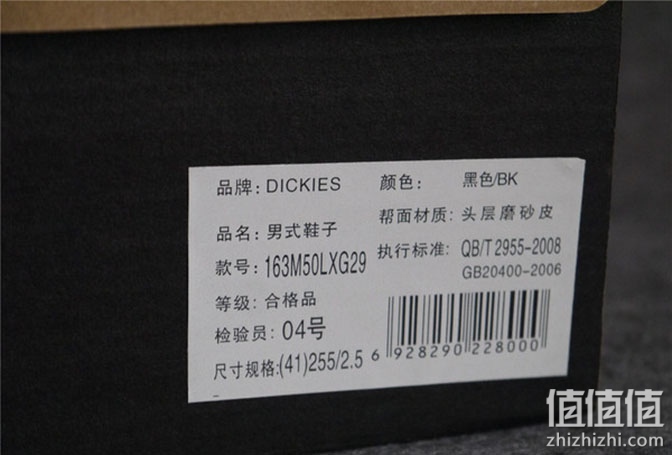 品牌: DICKIES 颜色: 黑色/BK
品名: 男式鞋子 帮面材质: 头层磨砂皮
款号: 163M50LXG29 执行标准: QB/T 2955-2008
GB20400-2006
等级: 合格品
检验员: 04号
尺寸规格:(41)255/2.5
6 928290 228000
值值值
zhizhizhi.com